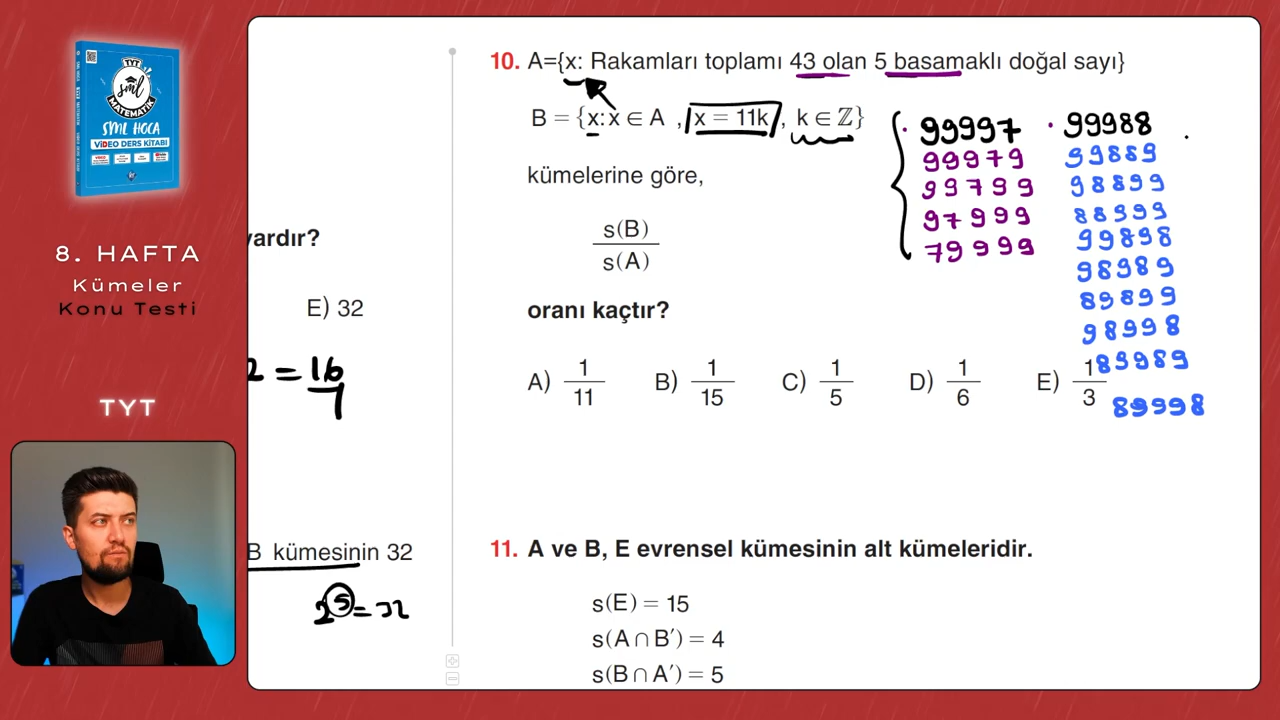 TYT
sml
MATEMATİK
SML HOCA
VİDEO DERS KİTABI
8. HAFTA
Kümeler
Konu Testi
TYT
vardır?
E) 32
2 = 16
B kümesinin 32
2⁵ = 32
10. A={x: Rakamları toplamı 43 olan 5 basamaklı doğal sayı}
B = {x: x ∈ A , x = 11k , k ∈ ℤ}
kümelerine göre,
s(B)
s(A)
oranı kaçtır?
A) 1/11 B) 1/15 C) 1/5 D) 1/6 E) 1/3
99997
99979
99799
97999
79999
99988
99889
98899
88999
99898
98989
89899
98998
89989
89998
11. A ve B, E evrensel kümesinin alt kümeleridir.
s(E) = 15
s(A∩B′) = 4
s(B∩A′) = 5